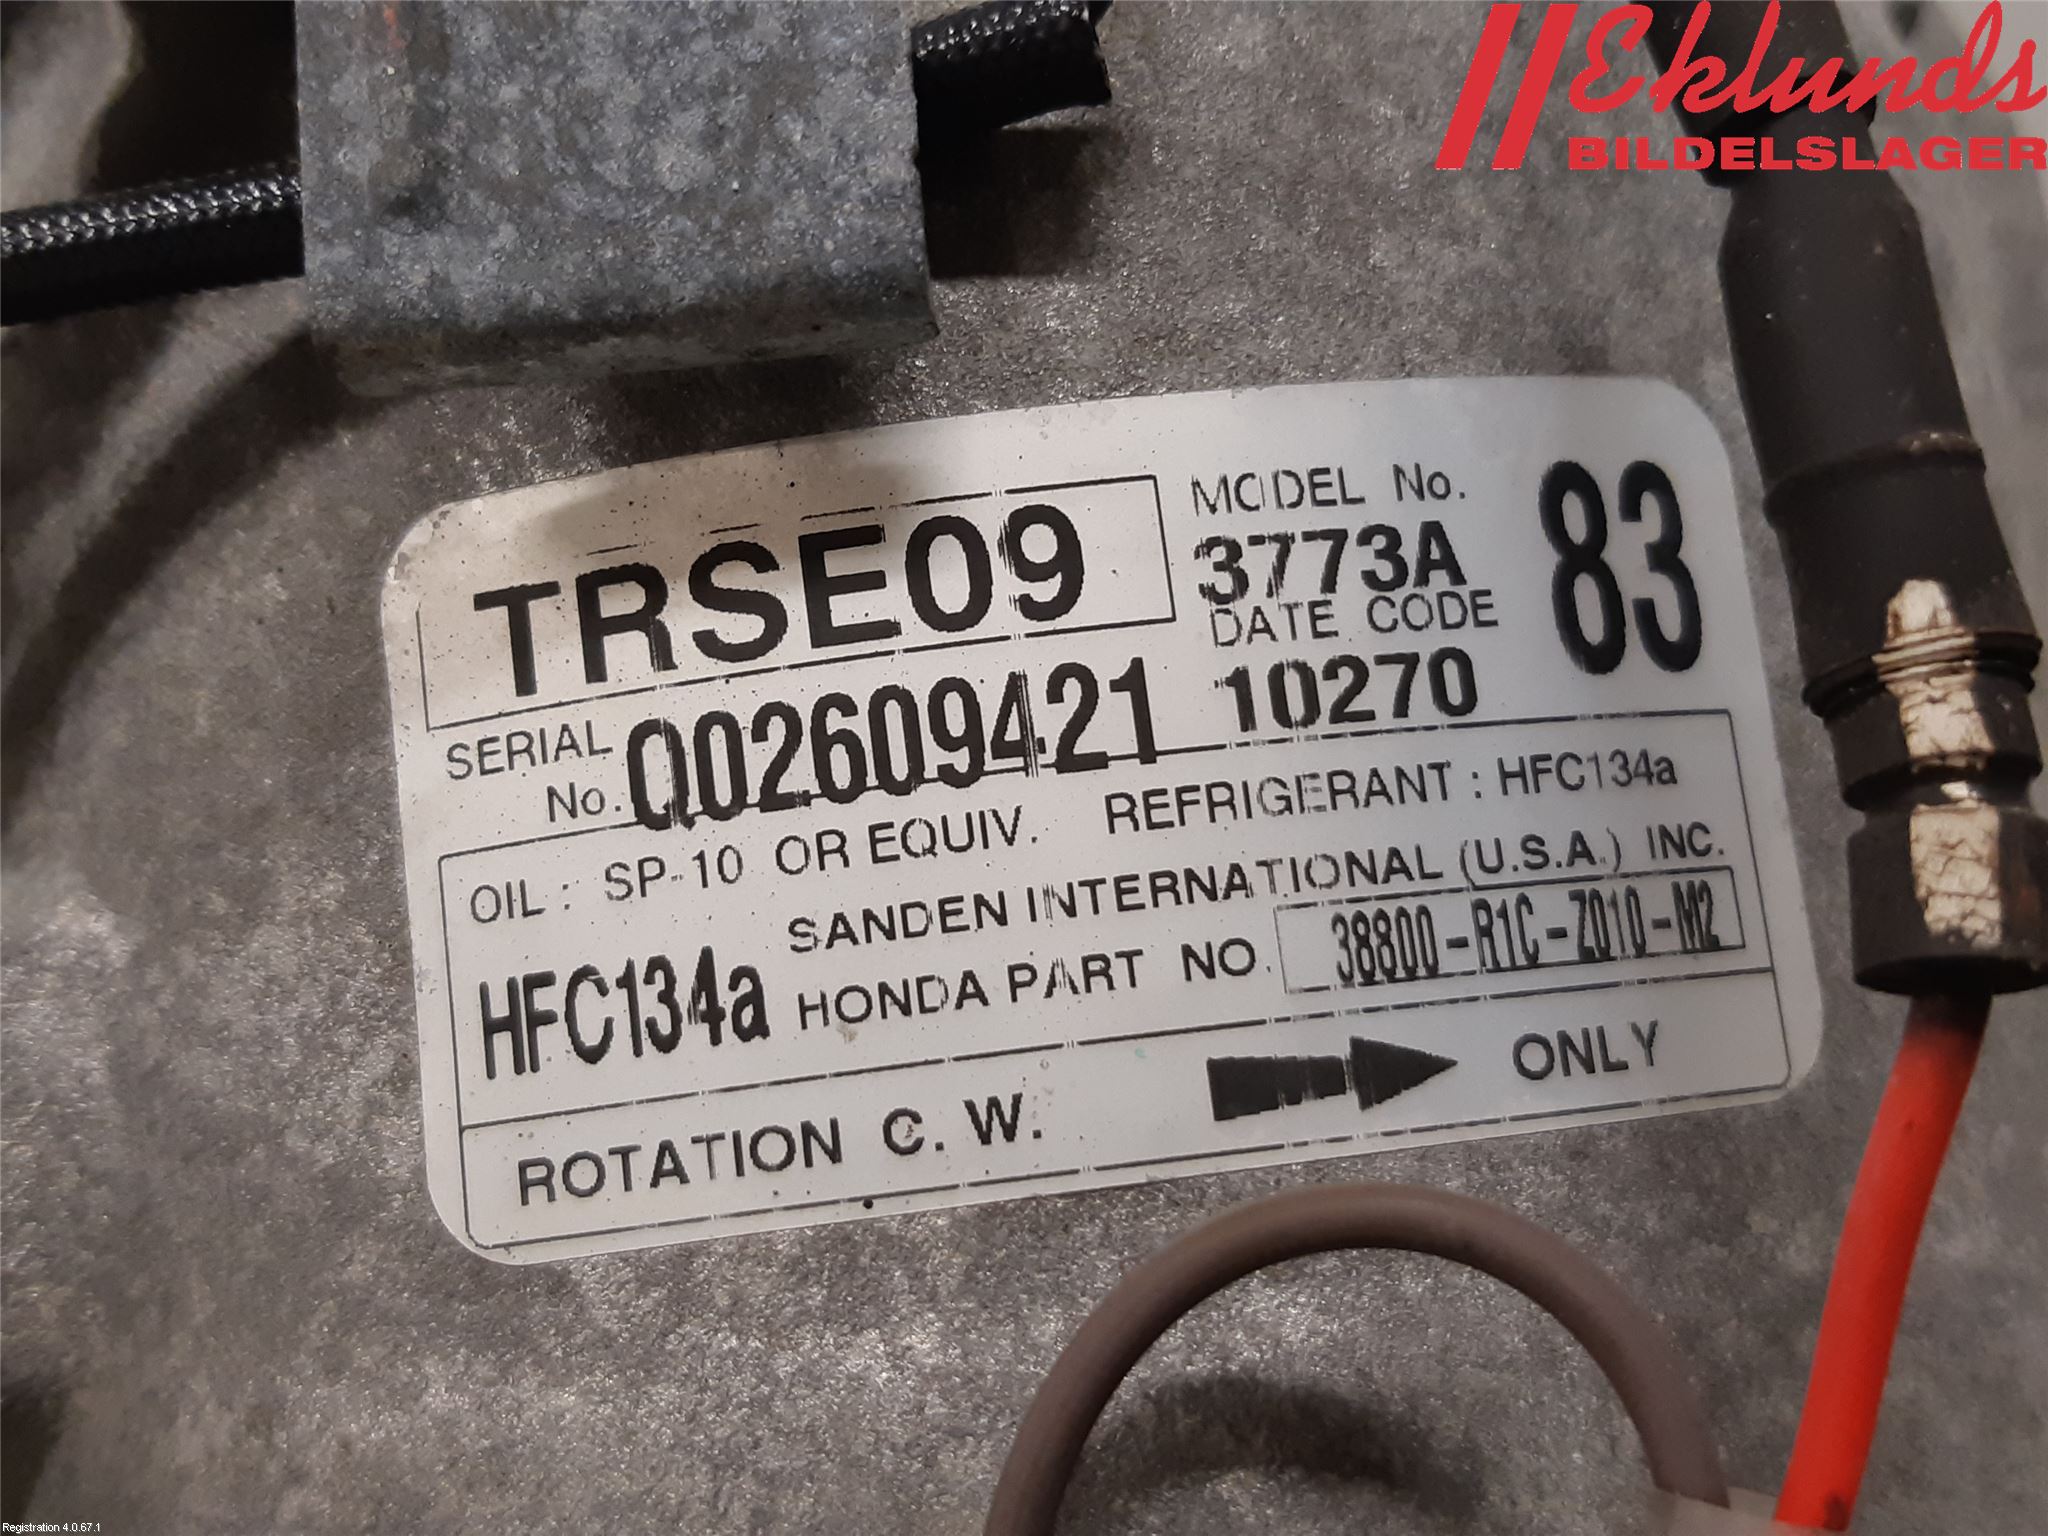 Eklunds
BILDELSLAGER
TRSE09
MODEL No.
3773A
83
DATE CODE
10270
SERIAL
No. 002609421
OIL : SP-10 OR EQUIV. REFRIGERANT : HFC134a
SANDEN INTERNATIONAL (U.S.A.) INC.
HFC134a HONDA PART NO. 38800-R1C-Z010-M2
ROTATION C. W. ONLY
Registration 4.0.67.1